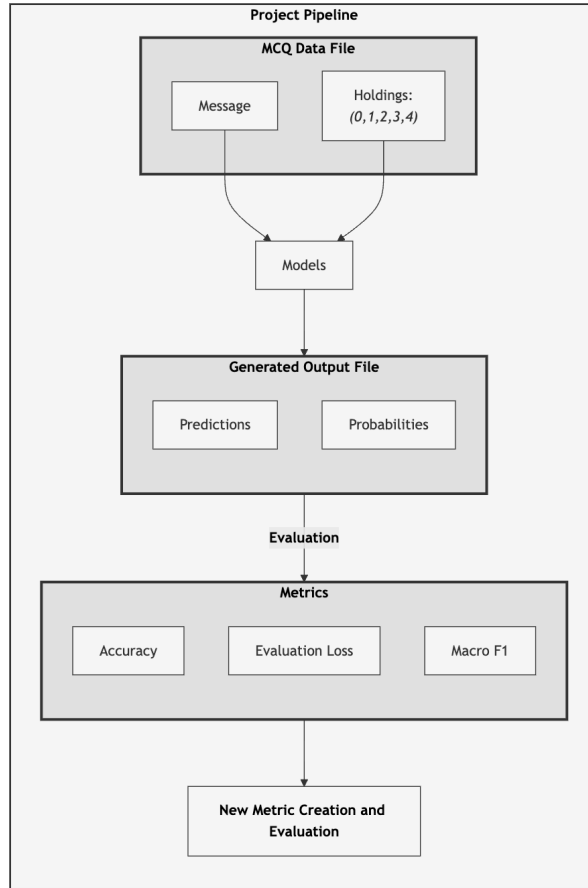 Project Pipeline
MCQ Data File
Message
Holdings:
(0,1,2,3,4)
Models
Generated Output File
Predictions
Probabilities
Evaluation
Metrics
Accuracy
Evaluation Loss
Macro F1
New Metric Creation and
Evaluation